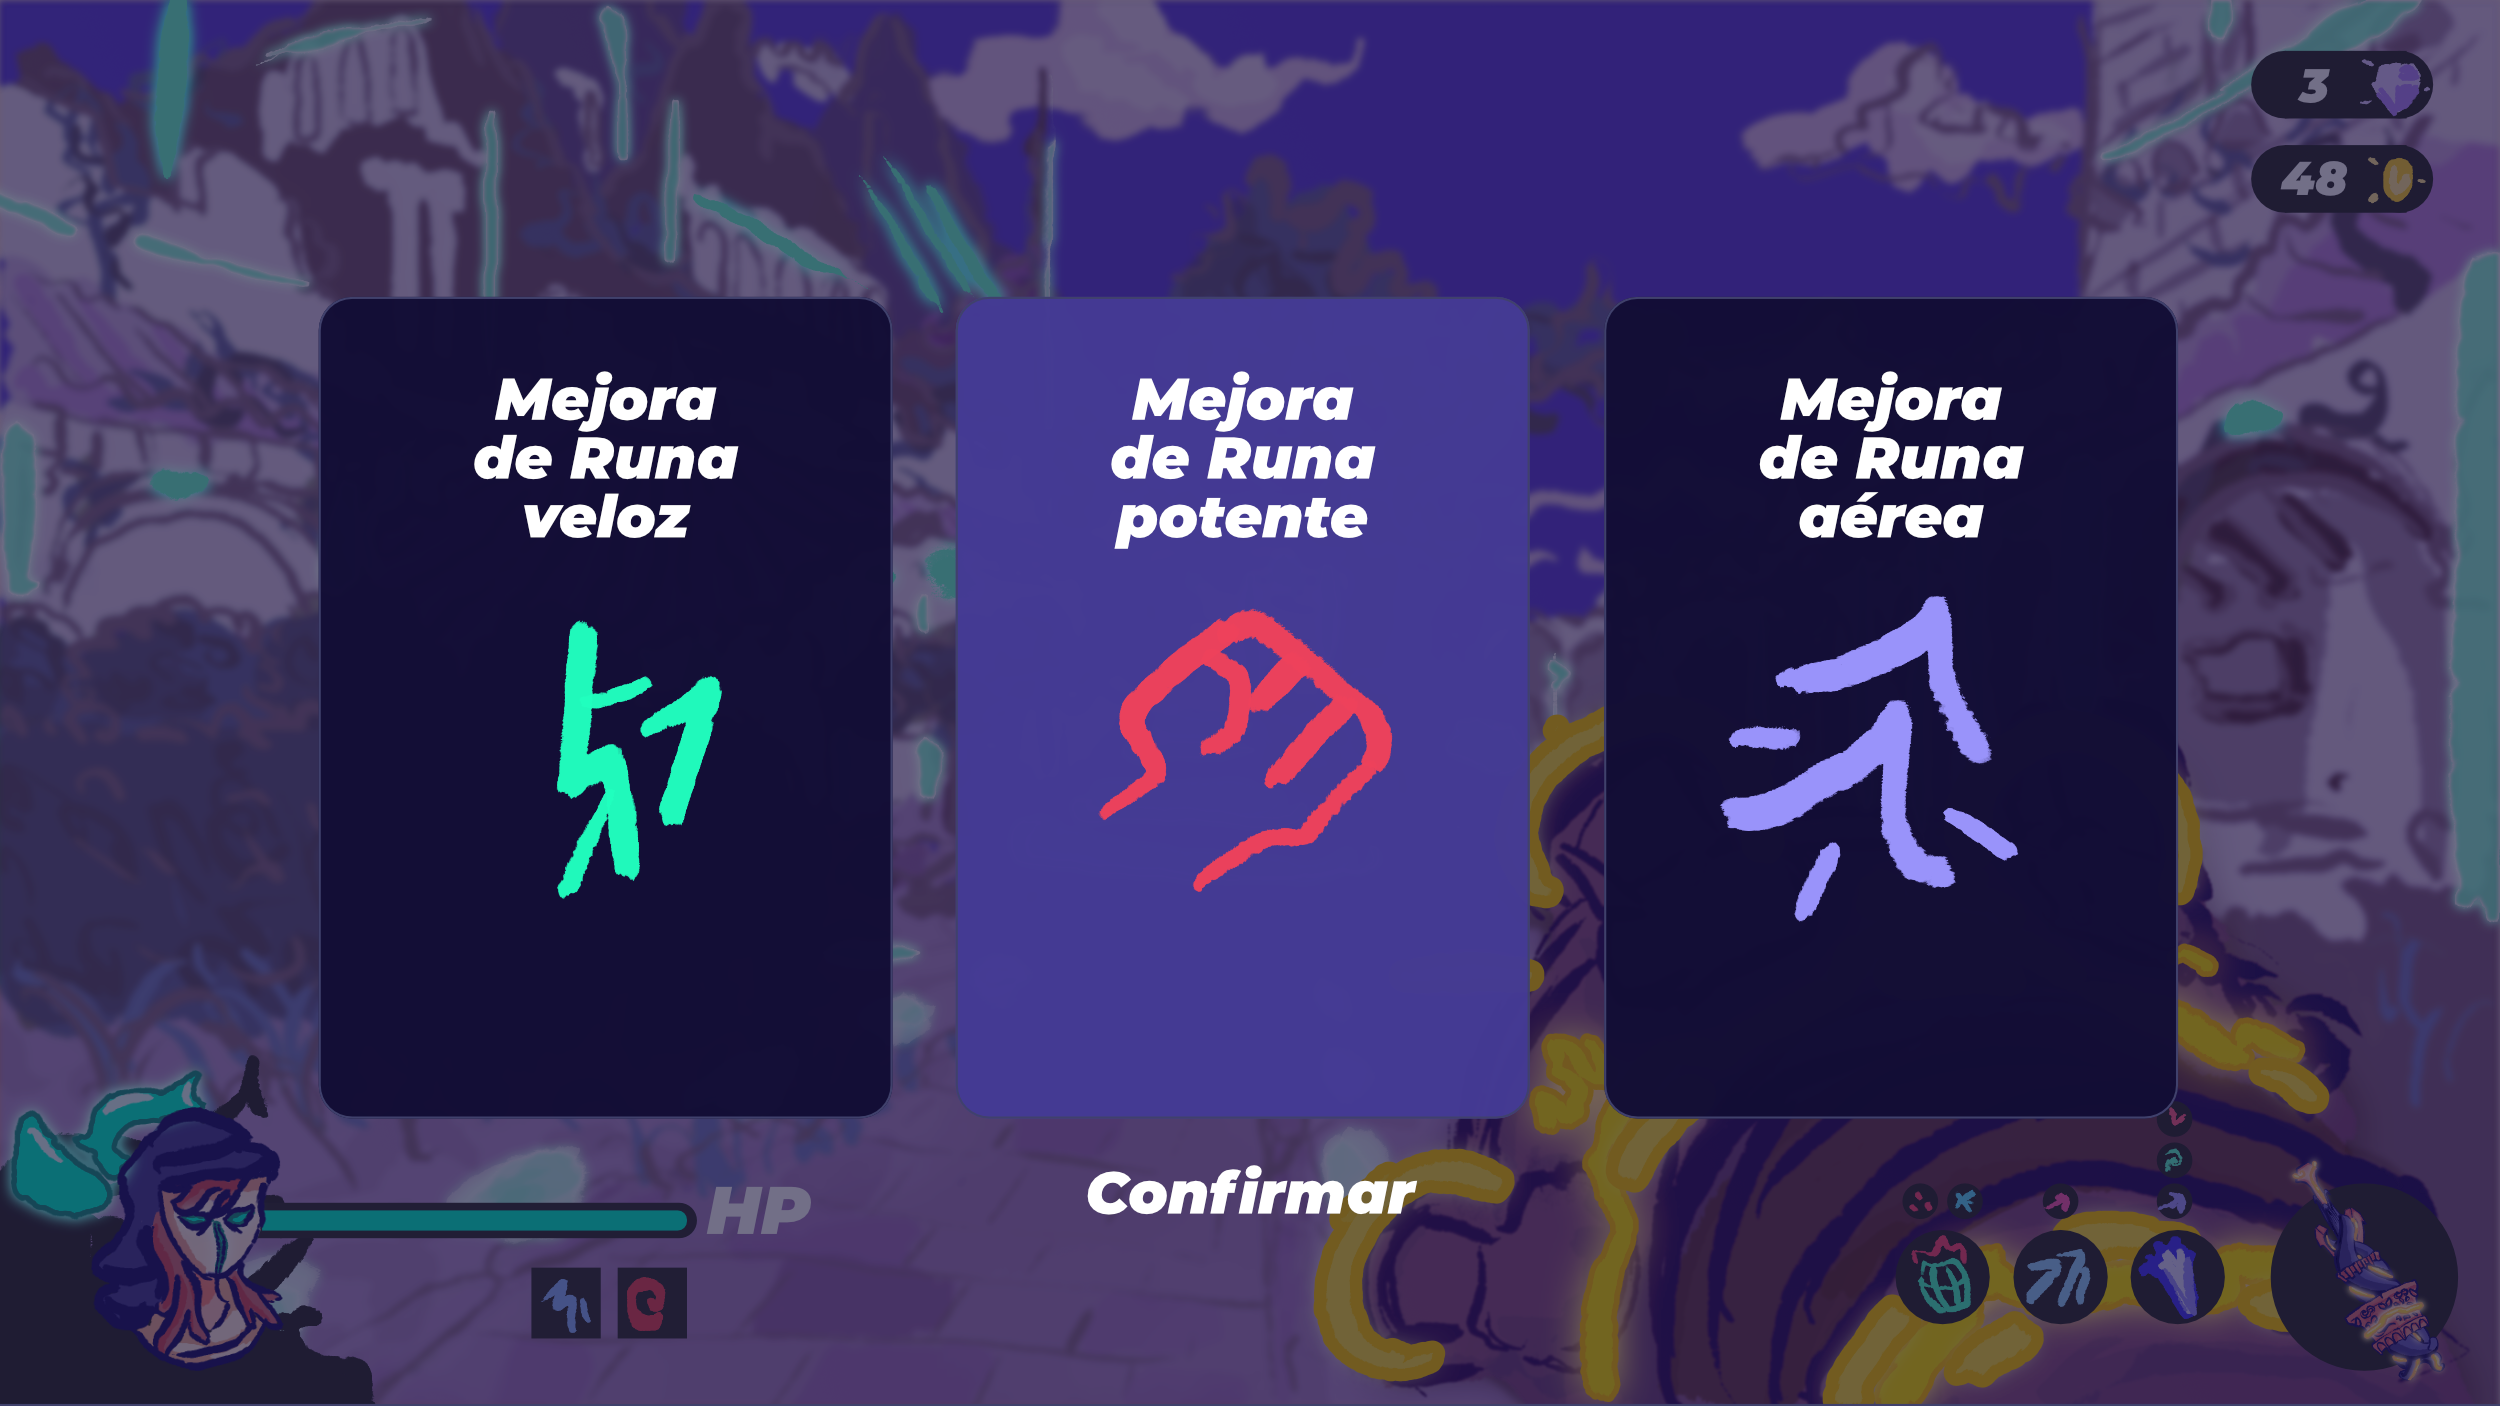 3
48
Mejora
de Runa
veloz
Mejora
de Runa
potente
Mejora
de Runa
aérea
HP
Confirmar